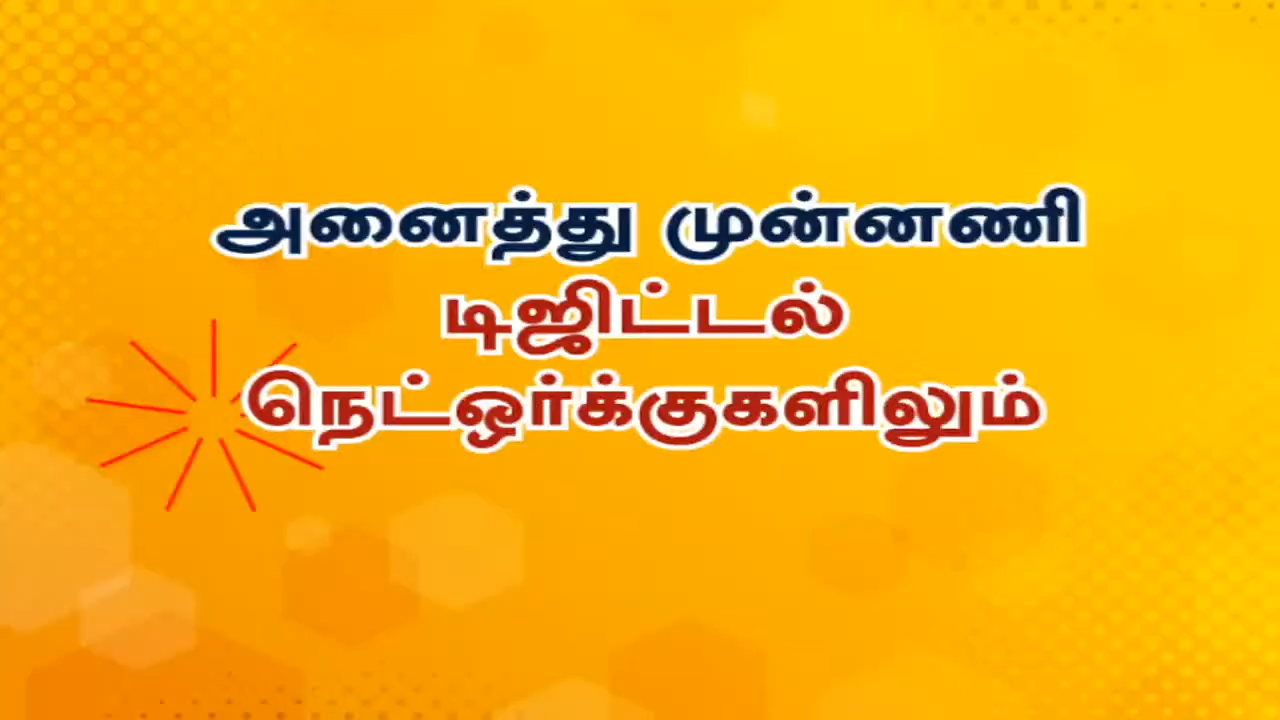 அனைத்து முன்னணி
டிஜிட்டல்
நெட்ஒர்க்குகளிலும்